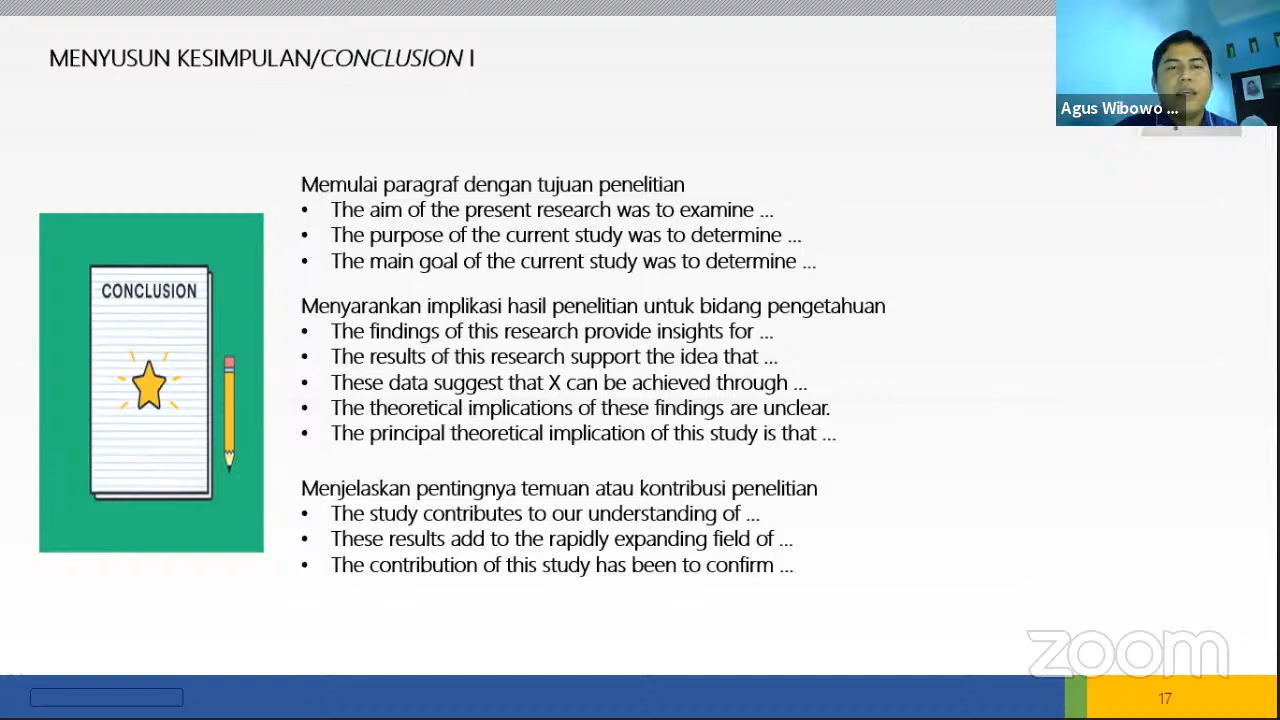 MENYUSUN KESIMPULAN/CONCLUSION I
Agus Wibowo ...
Memulai paragraf dengan tujuan penelitian
• The aim of the present research was to examine ...
• The purpose of the current study was to determine ...
• The main goal of the current study was to determine ...
CONCLUSION
Menyarankan implikasi hasil penelitian untuk bidang pengetahuan
• The findings of this research provide insights for ...
• The results of this research support the idea that ...
• These data suggest that X can be achieved through ...
• The theoretical implications of these findings are unclear.
• The principal theoretical implication of this study is that ...
Menjelaskan pentingnya temuan atau kontribusi penelitian
• The study contributes to our understanding of ...
• These results add to the rapidly expanding field of ...
• The contribution of this study has been to confirm ...
zoom
17